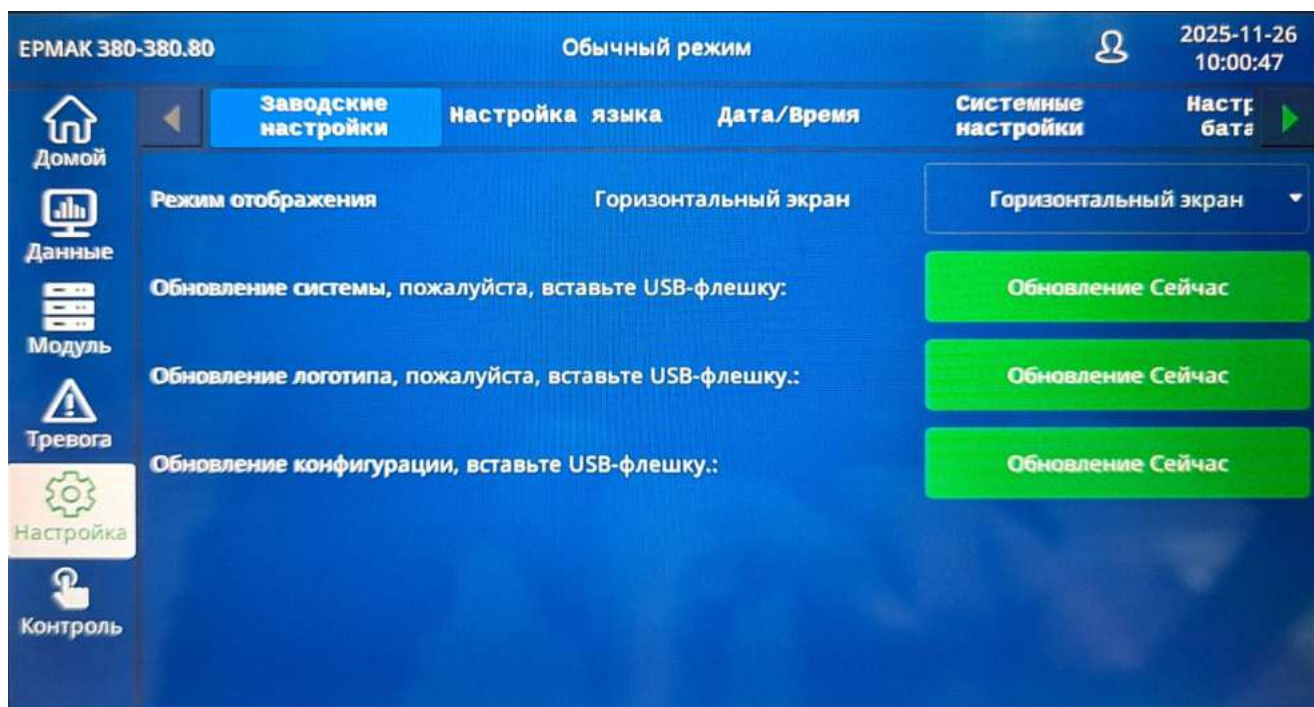 ЕРМАК 380-380.80
Обычный режим
2025-11-26
10:00:47
Домой
Данные
Модуль
Тревога
Настройка
Контроль
Заводские
настройки
Настройка языка
Дата/Время
Системные
настройки
Настр
бата
Режим отображения
Горизонтальный экран
Горизонтальный экран
Обновление системы, пожалуйста, вставьте USB-флешку:
Обновление Сейчас
Обновление логотипа, пожалуйста, вставьте USB-флешку.:
Обновление Сейчас
Обновление конфигурации, вставьте USB-флешку.:
Обновление Сейчас